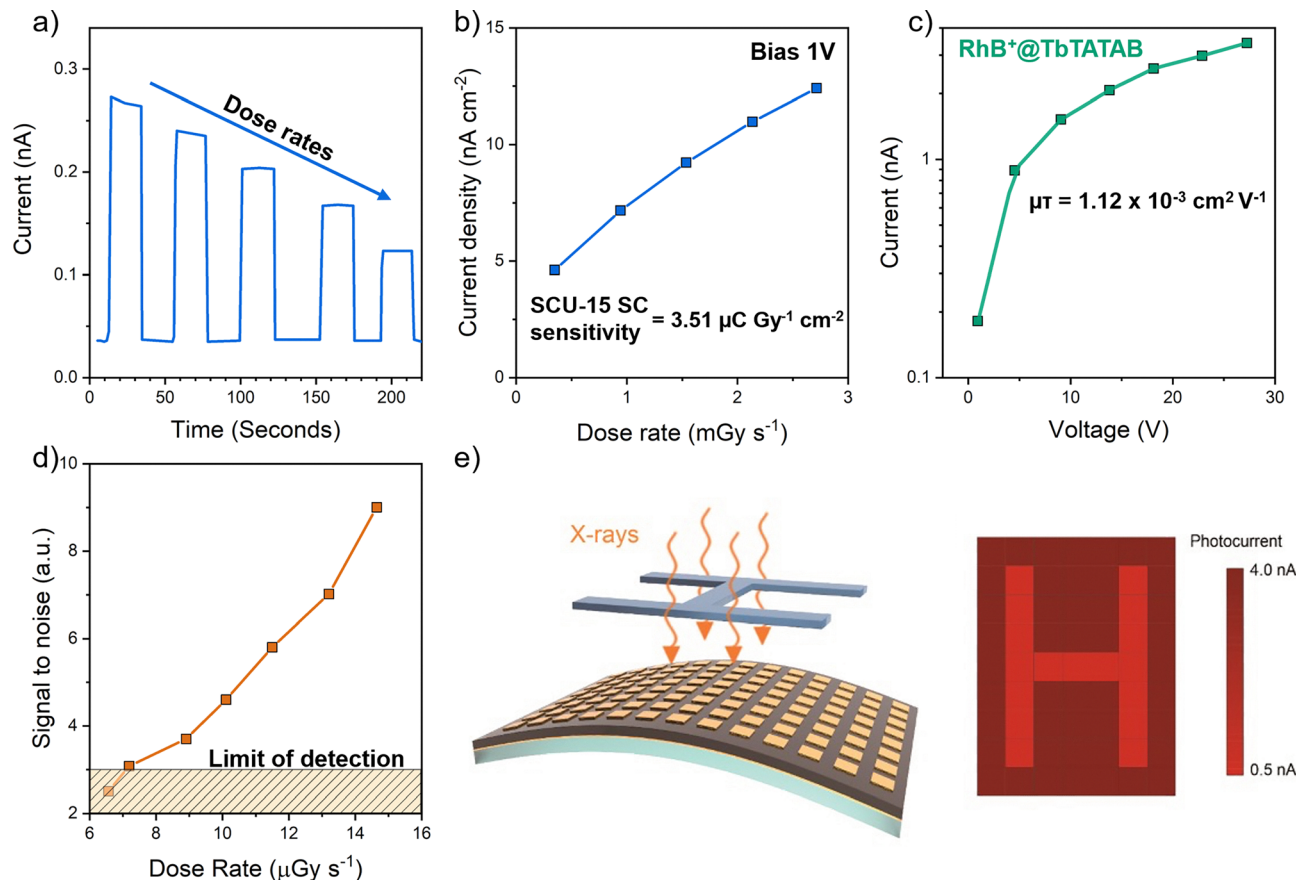 a)
0.3
0.2
0.1
0.0
Current (nA)
0 50 100 150 200
Time (Seconds)
Dose rates
b)
15
10
5
0
Current density (nA cm⁻²)
0 1 2 3
Dose rate (mGy s⁻¹)
Bias 1V
SCU-15 SC
sensitivity = 3.51 μC Gy⁻¹ cm⁻²
c)
RhB⁺@TbTATAB
1
0.1
Current (nA)
0 10 20 30
Voltage (V)
μτ = 1.12 x 10⁻³ cm² V⁻¹
d)
10
8
6
4
2
Signal to noise (a.u.)
6 8 10 12 14 16
Dose Rate (μGy s⁻¹)
Limit of detection
e)
X-rays
H
Photocurrent
4.0 nA
0.5 nA